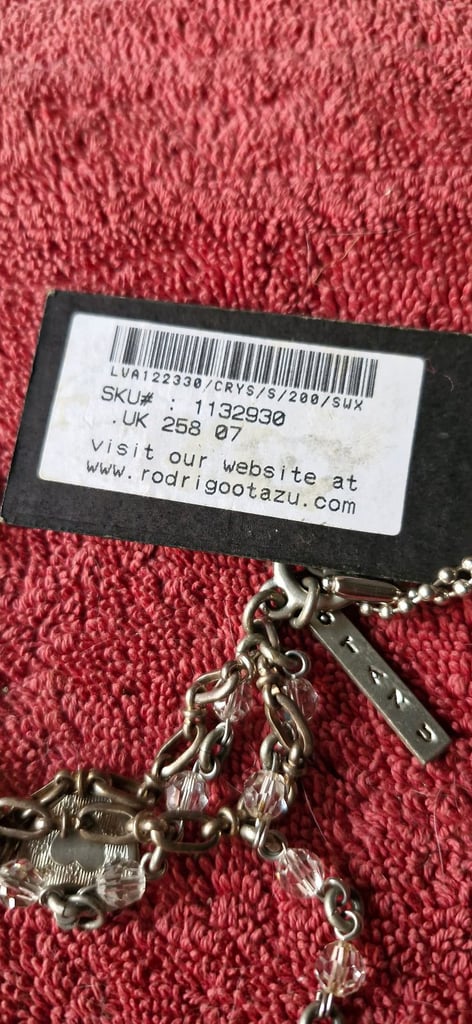 LVA122330/CRYS/S/200/SWX
SKU# : 1132930
.UK 258 07
visit our website at
www.rodrigootazu.com